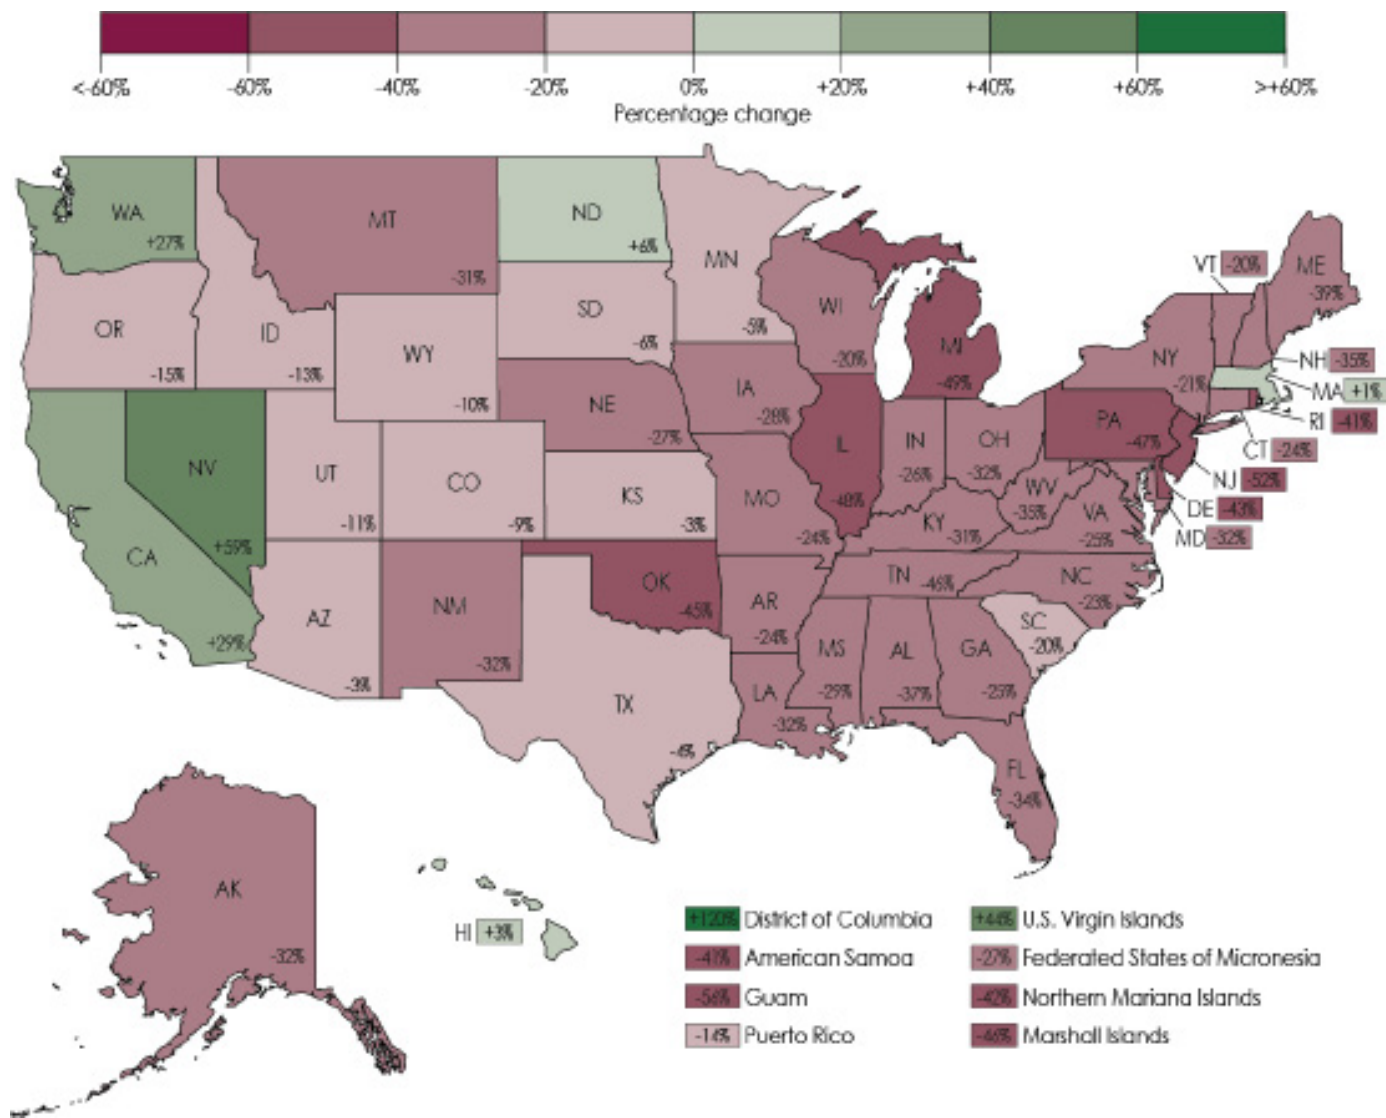 <-60% -60% -40% -20% 0% +20% +40% +60% >+60%
Percentage change
WA
+27%
MT
-31%
ND
+6%
MN
-5%
VT -20%
ME
-39%
OR
-15%
ID
-13%
WY
-10%
SD
-6%
WI
-20%
MI
-49%
NY
-21%
NH -35%
MA +1%
RI -41%
CT -24%
NJ -52%
DE -43%
MD -32%
NV
+59%
UT
-11%
CO
-9%
NE
-27%
IA
-28%
KS
-3%
IL
-48%
IN
-26%
OH
-32%
PA
-47%
WV
-35%
VA
-25%
MO
-24%
KY -31%
CA
+29%
AZ
-3%
NM
-32%
OK
-45%
AR
-24%
TN -46%
NC
-23%
SC
-20%
MS
-29%
AL
-37%
GA
LA
-32%
TX
-4%
FL
-34%
AK
-32%
HI +3%
+120% District of Columbia
-41% American Samoa
-56% Guam
-14% Puerto Rico
+44% U.S. Virgin Islands
-27% Federated States of Micronesia
-42% Northern Mariana Islands
-46% Marshall Islands